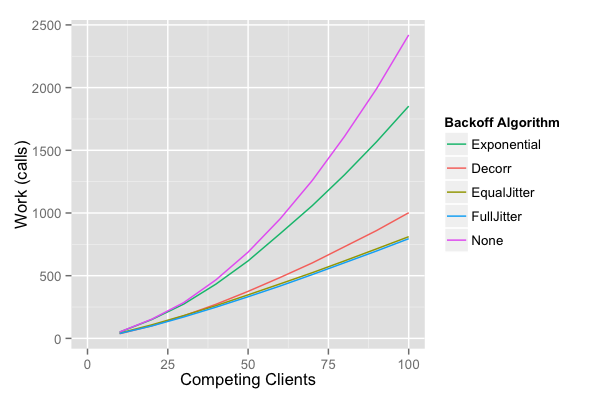 2500
2000
1500
1000
500
0
Work (calls)
0 25 50 75 100
Competing Clients
Backoff Algorithm
Exponential
Decorr
EqualJitter
FullJitter
None